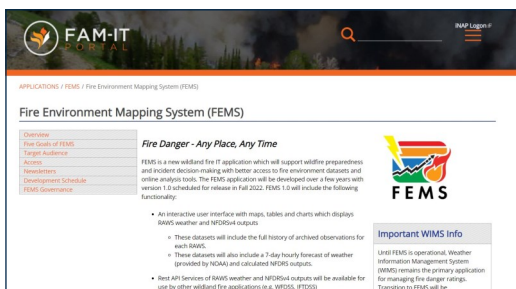 FAM-IT
PORTAL
INAP Logon
APPLICATIONS / FEMS / Fire Environment Mapping System (FEMS)
Fire Environment Mapping System (FEMS)
Overview
Five Goals of FEMS
Target Audience
Access
Newsletters
Development Schedule
FEMS Governance
Fire Danger - Any Place, Any Time
FEMS is a new wildland fire IT application which will support wildfire preparedness
and incident decision-making with better access to fire environment datasets and
online analysis tools. The FEMS application will be developed over a few years with
version 1.0 scheduled for release in Fall 2022. FEMS 1.0 will include the following
functionality:
• An interactive user interface with maps, tables and charts which displays
RAWS weather and NFDRSv4 outputs
○ These datasets will include the full history of archived observations for
each RAWS.
○ These datasets will also include a 7-day hourly forecast of weather
(provided by NOAA) and calculated NFDRS outputs.
• Rest API Services of RAWS weather and NFDRSv4 outputs will be available for
use by other wildland fire applications (e.g. WFDSS, IFTDSS)
FEMS
Important WIMS Info
Until FEMS is operational, Weather
Information Management System
(WIMS) remains the primary application
for managing fire danger ratings.
Transition to FEMS will be